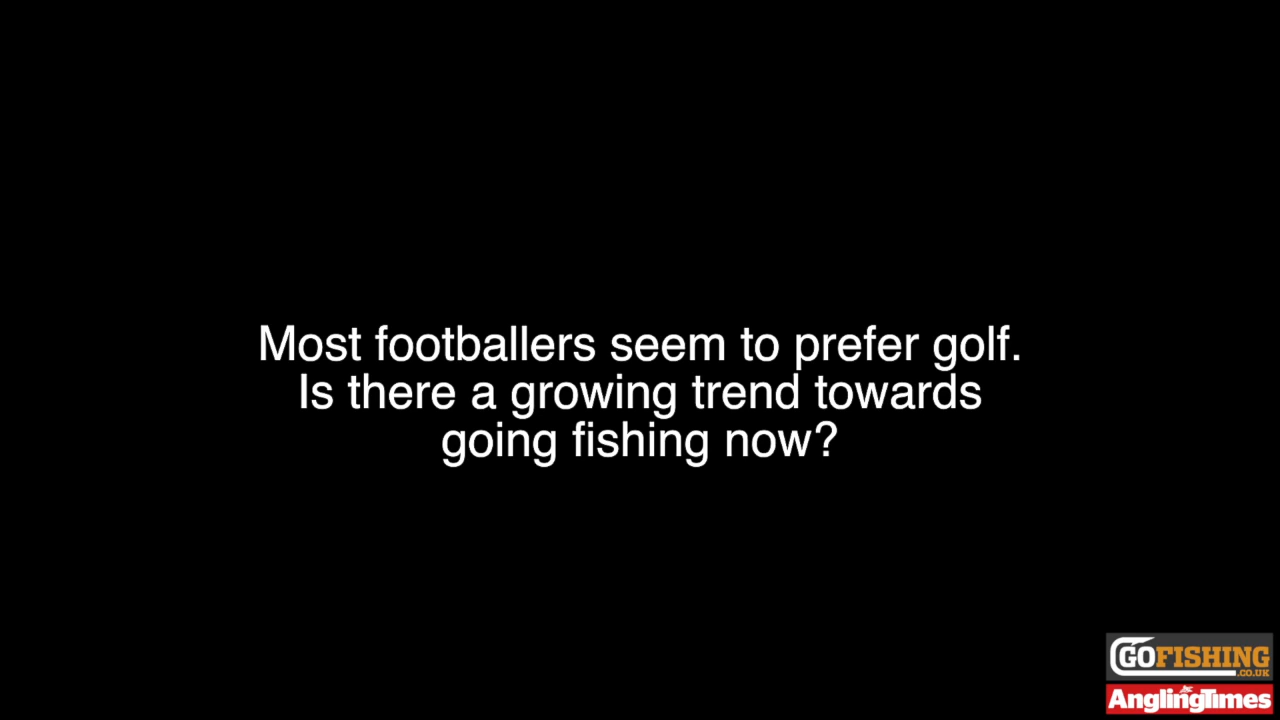 Most footballers seem to prefer golf.
Is there a growing trend towards
going fishing now?
GOFISHING
.CO.UK
AnglingTimes